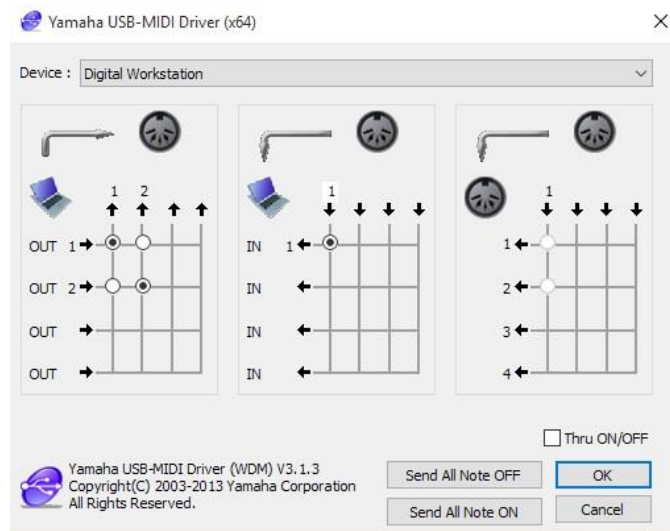 Yamaha USB-MIDI Driver (x64)
Device : Digital Workstation
1 2
OUT 1
OUT 2
OUT
OUT
1
IN 1
IN
IN
IN
1
1
2
3
4
Thru ON/OFF
Yamaha USB-MIDI Driver (WDM) V3.1.3
Copyright(C) 2003-2013 Yamaha Corporation
All Rights Reserved.
Send All Note OFF
OK
Send All Note ON
Cancel